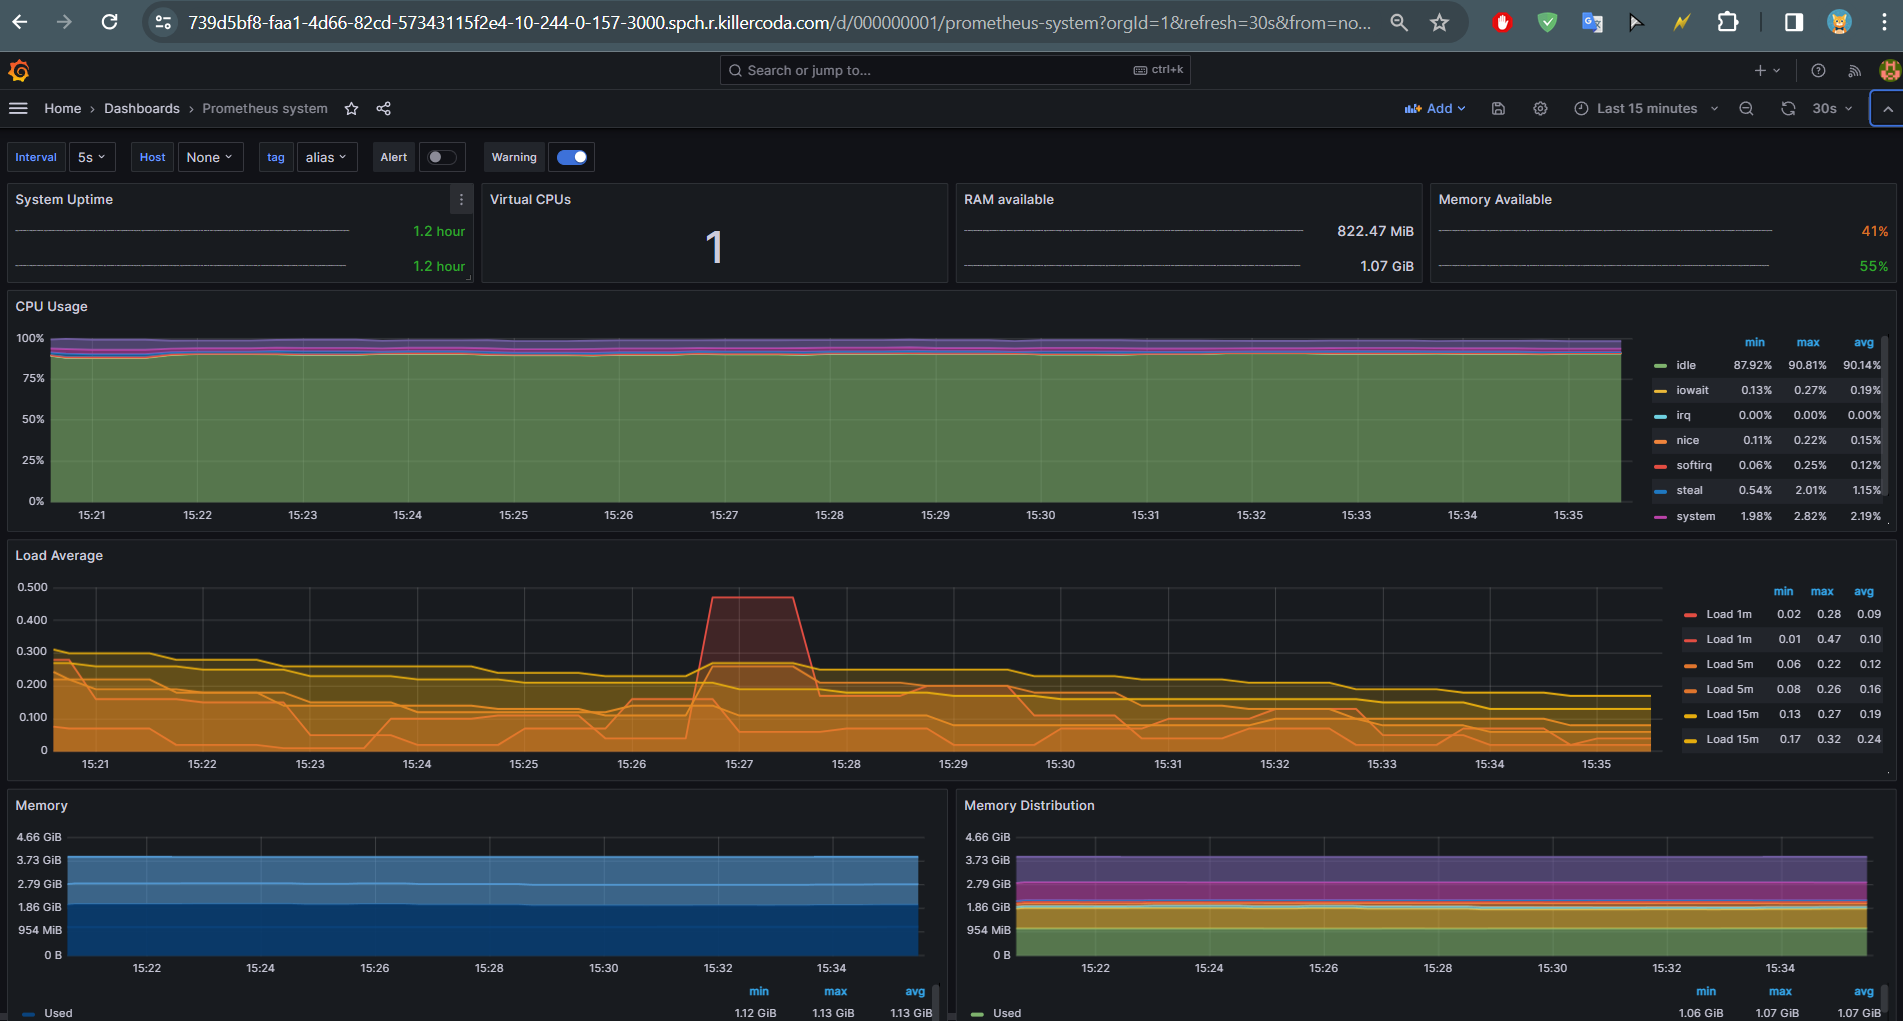 739d5bf8-faa1-4d66-82cd-57343115f2e4-10-244-0-157-3000.spch.r.killercoda.com/d/000000001/prometheus-system?orgId=1&refresh=30s&from=no...
Search or jump to... ctrl+k
Home › Dashboards › Prometheus system
Add Last 15 minutes 30s
Interval 5s Host None tag alias Alert Warning
System Uptime
1.2 hour
1.2 hour
Virtual CPUs
1
RAM available
822.47 MiB
1.07 GiB
Memory Available
41%
55%
CPU Usage
100%
75%
50%
25%
0%
15:21 15:22 15:23 15:24 15:25 15:26 15:27 15:28 15:29 15:30 15:31 15:32 15:33 15:34 15:35
min max avg
idle 87.92% 90.81% 90.14%
iowait 0.13% 0.27% 0.19%
irq 0.00% 0.00% 0.00%
nice 0.11% 0.22% 0.15%
softirq 0.06% 0.25% 0.12%
steal 0.54% 2.01% 1.15%
system 1.98% 2.82% 2.19%
Load Average
0.500
0.400
0.300
0.200
0.100
0
15:21 15:22 15:23 15:24 15:25 15:26 15:27 15:28 15:29 15:30 15:31 15:32 15:33 15:34 15:35
min max avg
Load 1m 0.02 0.28 0.09
Load 1m 0.01 0.47 0.10
Load 5m 0.06 0.22 0.12
Load 5m 0.08 0.26 0.16
Load 15m 0.13 0.27 0.19
Load 15m 0.17 0.32 0.24
Memory
4.66 GiB
3.73 GiB
2.79 GiB
1.86 GiB
954 MiB
0 B
15:22 15:24 15:26 15:28 15:30 15:32 15:34
min max avg
Used 1.12 GiB 1.13 GiB 1.13 GiB
Memory Distribution
4.66 GiB
3.73 GiB
2.79 GiB
1.86 GiB
954 MiB
0 B
15:22 15:24 15:26 15:28 15:30 15:32 15:34
min max avg
Used 1.06 GiB 1.07 GiB 1.07 GiB